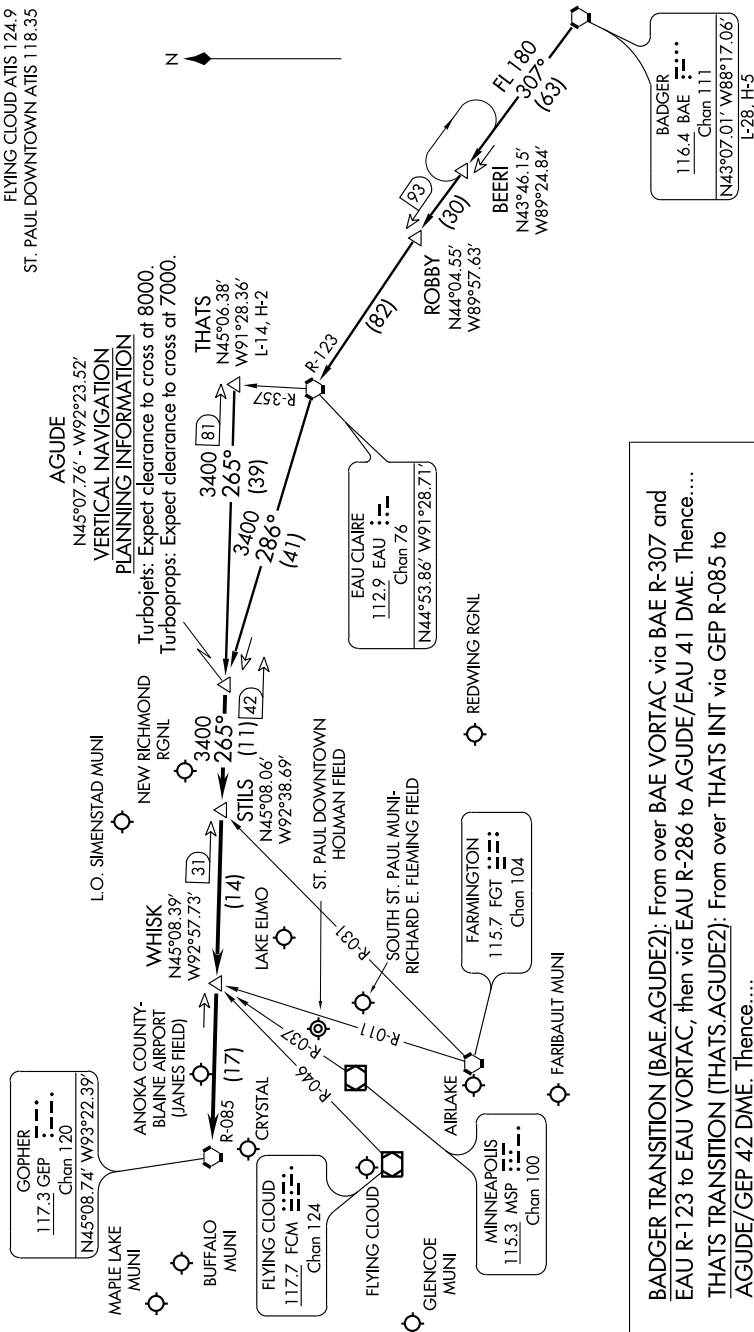 FLYING CLOUD ATIS 124.9
ST. PAUL DOWNTOWN ATIS 118.35
N
AGUDE
N45°07.76' - W92°23.52'
VERTICAL NAVIGATION
PLANNING INFORMATION
Turbojets: Expect clearance to cross at 8000.
Turboprops: Expect clearance to cross at 7000.
L.O. SIMENSTAD MUNI
NEW RICHMOND
RGNL
THATS
N45°06.38'
W91°28.36'
L-14, H-2
3400
265°
(39)
81
R-357
R-123
3400
286°
(41)
(82)
93
(30)
ROBBY
N44°04.55'
W89°57.63'
BEERI
N43°46.15'
W89°24.84'
FL 180
307°
(63)
BADGER
116.4 BAE
Chan 111
N43°07.01' W88°17.06'
L-28, H-5
EAU CLAIRE
112.9 EAU
Chan 76
N44°53.86' W91°28.71'
3400
265°
(11)
42
STILS
N45°08.06'
W92°38.69'
31
(14)
WHISK
N45°08.39'
W92°57.73'
LAKE ELMO
ANOKA COUNTY-
BLAINE AIRPORT
(JANES FIELD)
(17)
R-085
GOPHER
117.3 GEP
Chan 120
N45°08.74' W93°22.39'
MAPLE LAKE
MUNI
BUFFALO
MUNI
CRYSTAL
ST. PAUL DOWNTOWN
HOLMAN FIELD
SOUTH ST. PAUL MUNI-
RICHARD E. FLEMING FIELD
REDWING RGNL
R-031
R-011
R-037
R-046
FLYING CLOUD
117.7 FCM
Chan 124
FLYING CLOUD
GLENCOE
MUNI
MINNEAPOLIS
115.3 MSP
Chan 100
FARMINGTON
115.7 FGT
Chan 104
AIRLAKE
FARIBAULT MUNI
BADGER TRANSITION (BAE.AGUDE2): From over BAE VORTAC via BAE R-307 and
EAU R-123 to EAU VORTAC, then via EAU R-286 to AGUDE/EAU 41 DME. Thence....
THATS TRANSITION (THATS.AGUDE2): From over THATS INT via GEP R-085 to
AGUDE/GEP 42 DME. Thence....